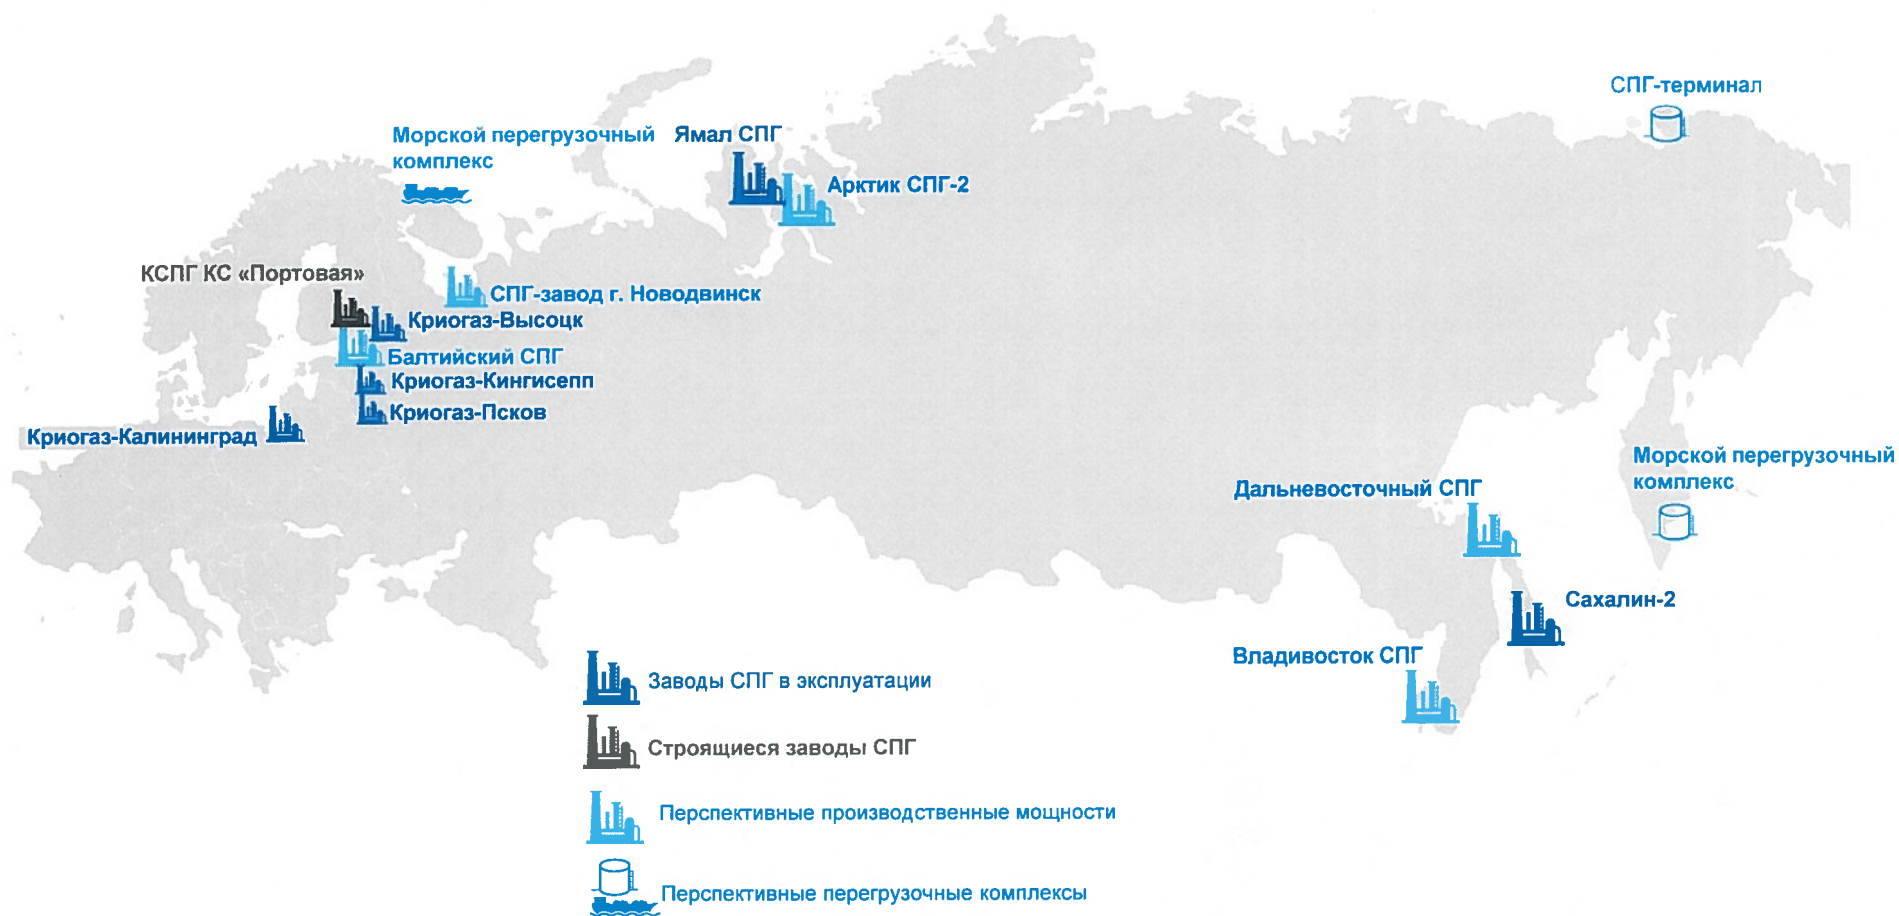 СПГ-терминал
Морской перегрузочный
комплекс
Ямал СПГ
Арктик СПГ-2
КСПГ КС «Портовая»
СПГ-завод г. Новодвинск
Криогаз-Высоцк
Балтийский СПГ
Криогаз-Кингисепп
Криогаз-Псков
Криогаз-Калининград
Морской перегрузочный
комплекс
Дальневосточный СПГ
Сахалин-2
Владивосток СПГ
Заводы СПГ в эксплуатации
Строящиеся заводы СПГ
Перспективные производственные мощности
Перспективные перегрузочные комплексы